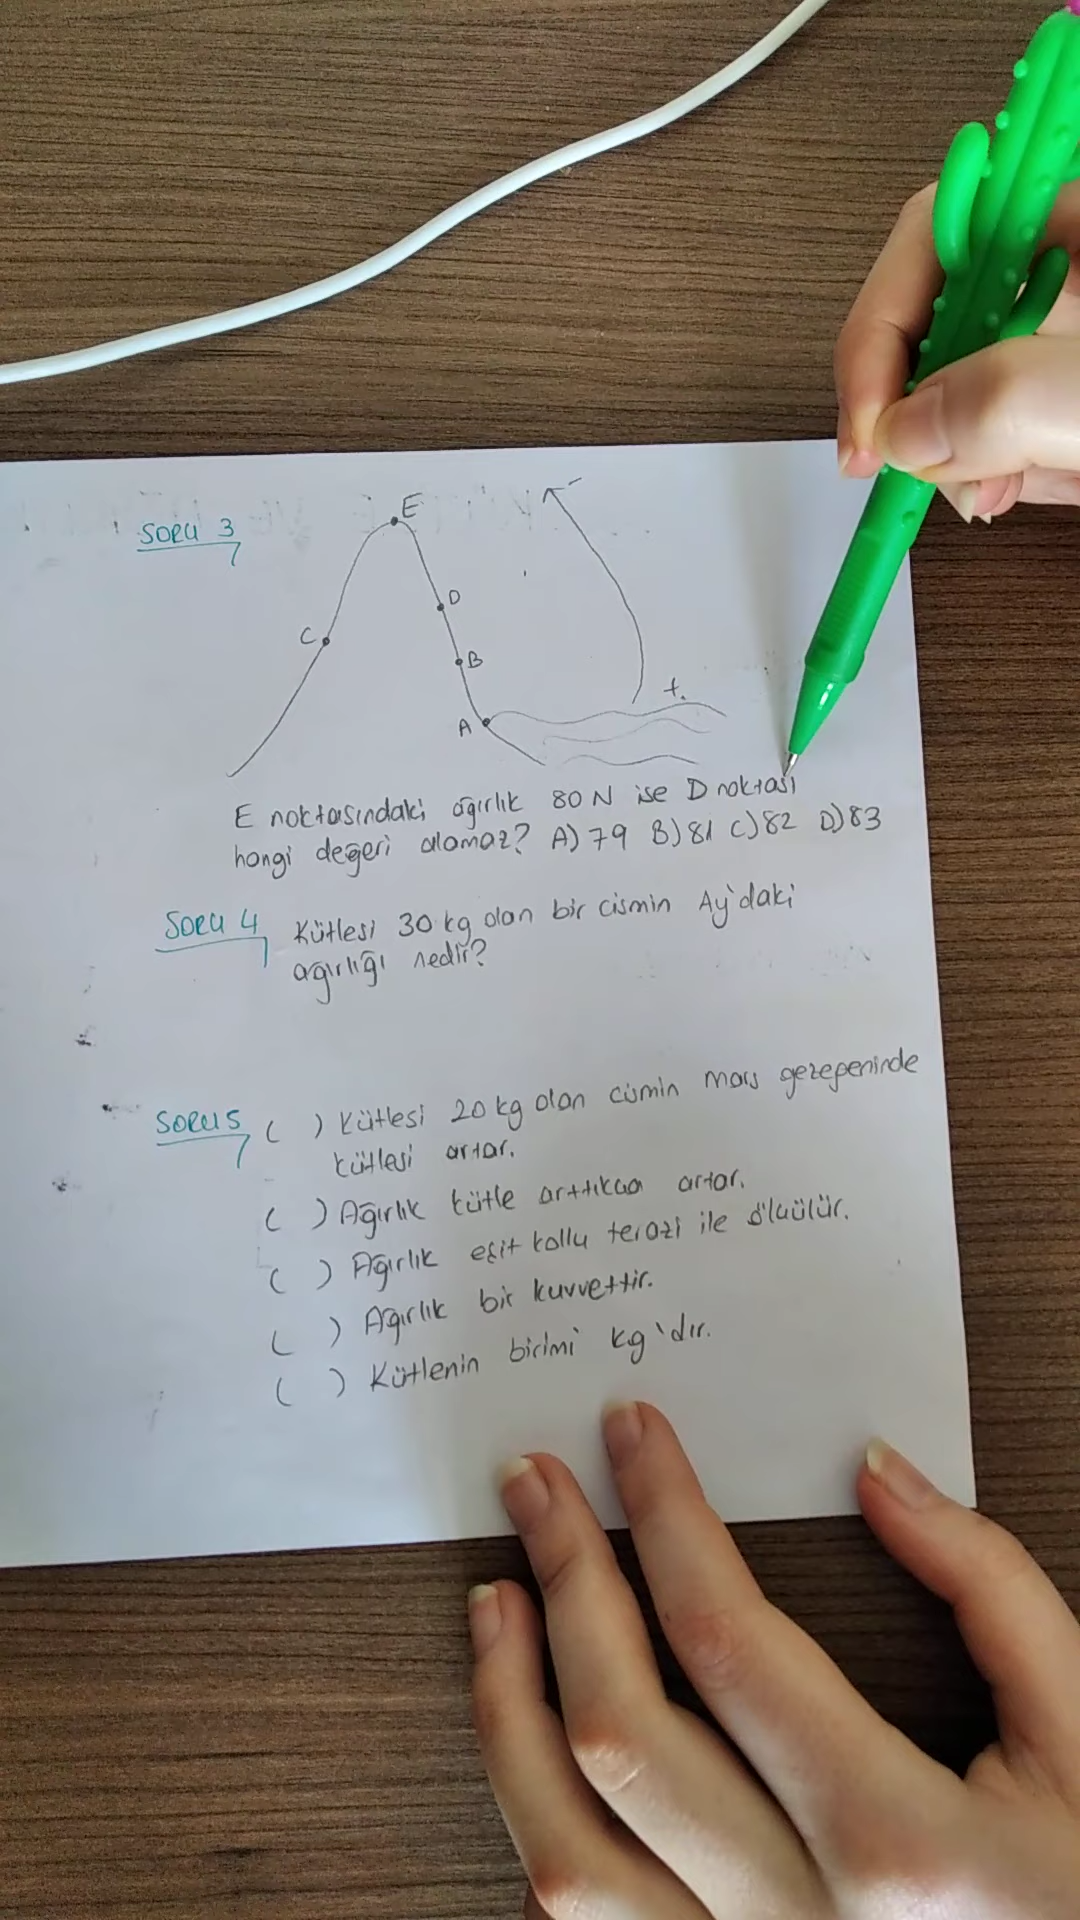 SORU 3
E
D
C
B
A
-
+
E noktasındaki ağırlık 80 N ise D noktası
hangi değeri alamaz? A) 79 B) 81 C) 82 D) 83
SORU 4 Kütlesi 30 kg olan bir cismin Ay'daki
ağırlığı nedir?
SORU 5 ( ) Kütlesi 20 kg olan cismin mars gezegeninde
kütlesi artar.
( ) Ağırlık kütle arttıkça artar.
( ) Ağırlık eşit kollu terazi ile ölçülür.
( ) Ağırlık bir kuvvettir.
( ) Kütlenin birimi kg'dır.